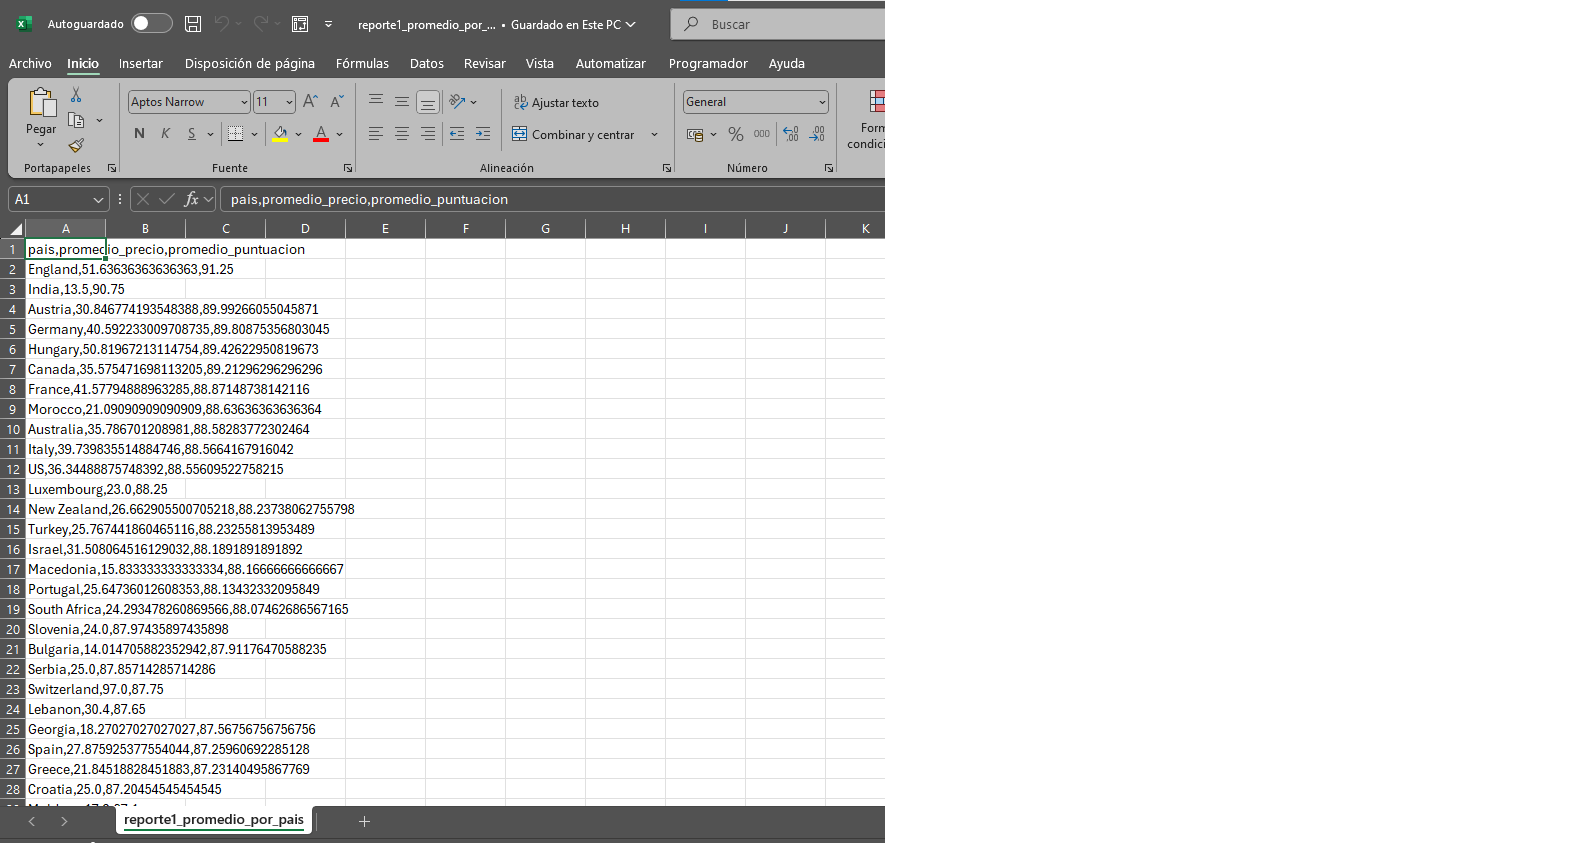 Autoguardado
reporte1_promedio_por_... • Guardado en Este PC
Buscar
Archivo Inicio Insertar Disposición de página Fórmulas Datos Revisar Vista Automatizar Programador Ayuda
Pegar
Aptos Narrow 11
N K S
Ajustar texto
Combinar y centrar
General
% 000
Form
condici
Portapapeles Fuente Alineación Número
A1 fx pais,promedio_precio,promedio_puntuacion
A B C D E F G H I J K
1 pais,promedio_precio,promedio_puntuacion
2 England,51.63636363636363,91.25
3 India,13.5,90.75
4 Austria,30.846774193548388,89.99266055045871
5 Germany,40.592233009708735,89.80875356803045
6 Hungary,50.81967213114754,89.42622950819673
7 Canada,35.575471698113205,89.21296296296296
8 France,41.57794888963285,88.87148738142116
9 Morocco,21.09090909090909,88.63636363636364
10 Australia,35.786701208981,88.58283772302464
11 Italy,39.739835514884746,88.5664167916042
12 US,36.34488875748392,88.55609522758215
13 Luxembourg,23.0,88.25
14 New Zealand,26.662905500705218,88.23738062755798
15 Turkey,25.767441860465116,88.23255813953489
16 Israel,31.508064516129032,88.1891891891892
17 Macedonia,15.833333333333334,88.16666666666667
18 Portugal,25.64736012608353,88.13432332095849
19 South Africa,24.293478260869566,88.07462686567165
20 Slovenia,24.0,87.97435897435898
21 Bulgaria,14.014705882352942,87.91176470588235
22 Serbia,25.0,87.85714285714286
23 Switzerland,97.0,87.75
24 Lebanon,30.4,87.65
25 Georgia,18.27027027027027,87.56756756756756
26 Spain,27.875925377554044,87.25960692285128
27 Greece,21.84518828451883,87.23140495867769
28 Croatia,25.0,87.20454545454545
reporte1_promedio_por_pais